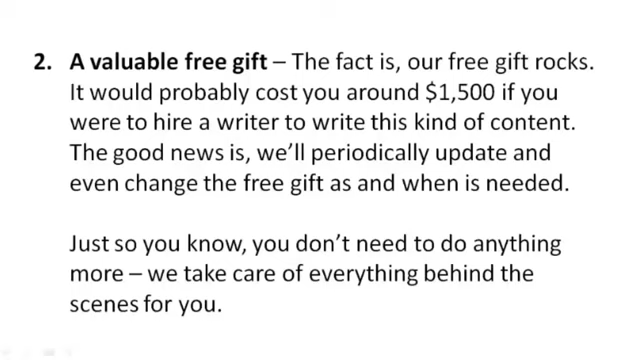 2. A valuable free gift – The fact is, our free gift rocks.
It would probably cost you around $1,500 if you
were to hire a writer to write this kind of content.
The good news is, we’ll periodically update and
even change the free gift as and when is needed.
Just so you know, you don’t need to do anything
more – we take care of everything behind the
scenes for you.